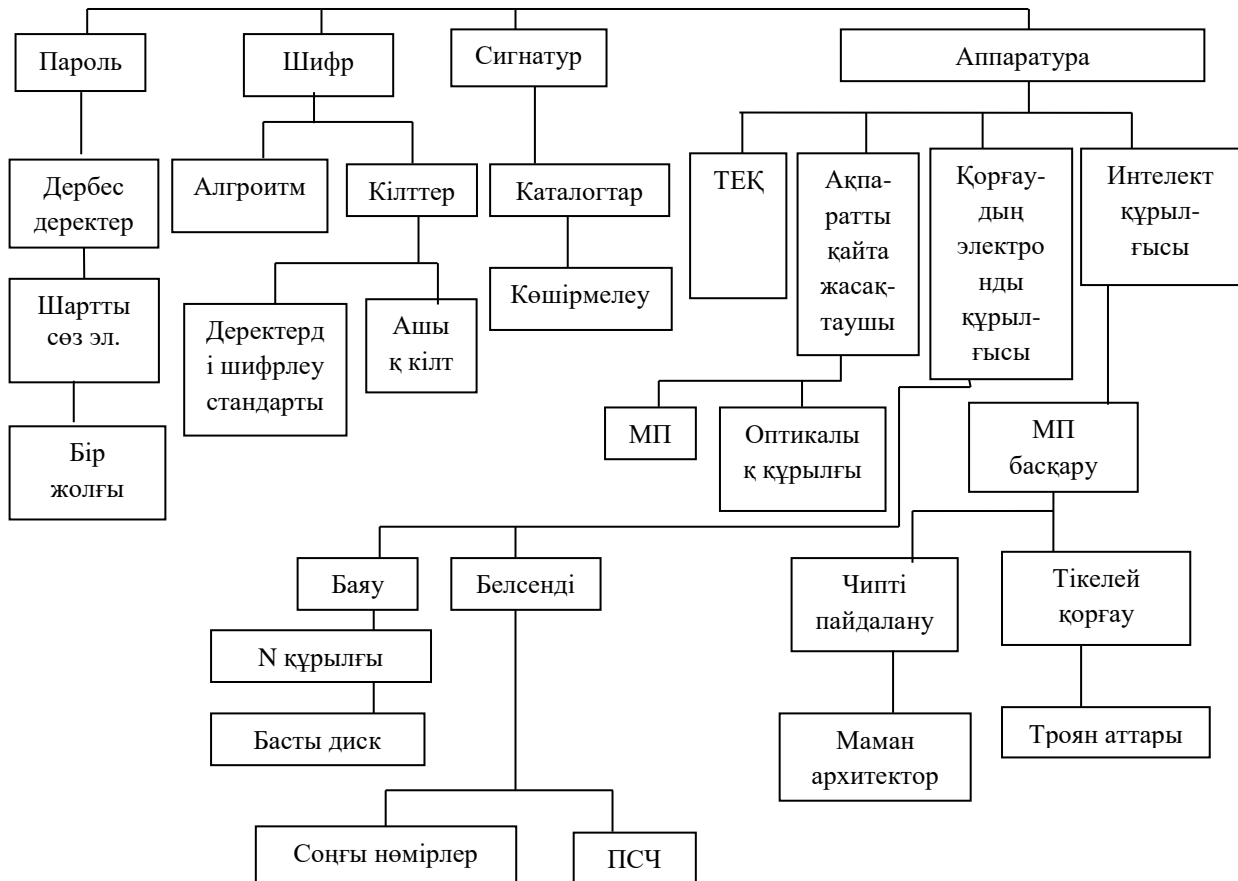 Пароль
Шифр
Сигнатур
Аппаратура
Дербес
деректер
Алгроитм
Кілттер
Каталогтар
ТЕҚ
Ақпа-
ратты
қайта
жасақ-
таушы
Қорғау-
дың
электро
нды
құрыл-
ғысы
Интелект
құрыл-
ғысы
Шартты
сөз эл.
Деректерд
і шифрлеу
стандарты
Ашы
қ кілт
Көшірмелеу
Бір
жолғы
МП
Оптикалы
қ құрылғы
МП
басқару
Баяу
Белсенді
Чипті
пайдалану
Тікелей
қорғау
N құрылғы
Басты диск
Маман
архитектор
Троян аттары
Соңғы нөмірлер
ПСЧ